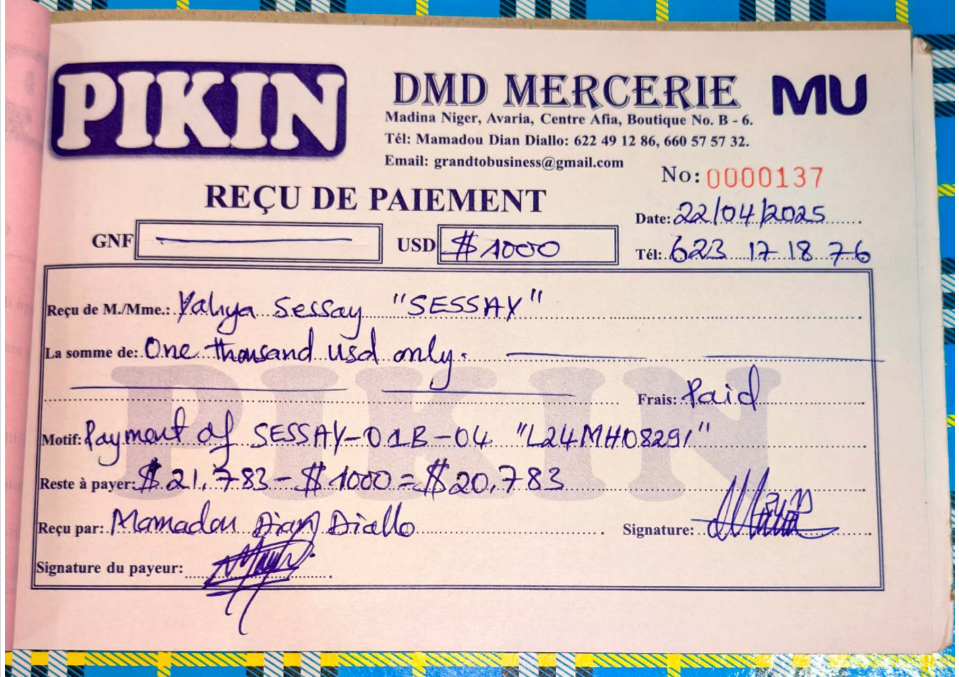 PIKIN
DMD MERCERIE MU
Madina Niger, Avaria, Centre Afia, Boutique No. B - 6.
Tél: Mamadou Dian Diallo: 622 49 12 86, 660 57 57 32.
Email: grandtobusiness@gmail.com
No: 0000137
REÇU DE PAIEMENT
Date: 22/04/2025
GNF USD $1000
Tél: 623 17 18 76
Reçu de M./Mme.: Yahya Sessay "SESSAY"
La somme de: One thousand usd only.
Frais: Paid
PIKIN
Motif: Payment of SESSAY-01B-04 "L24MH08291"
Reste à payer: $21,783 - $1000 = $20,783
Reçu par: Mamadou Dian Diallo Signature:
Signature du payeur: